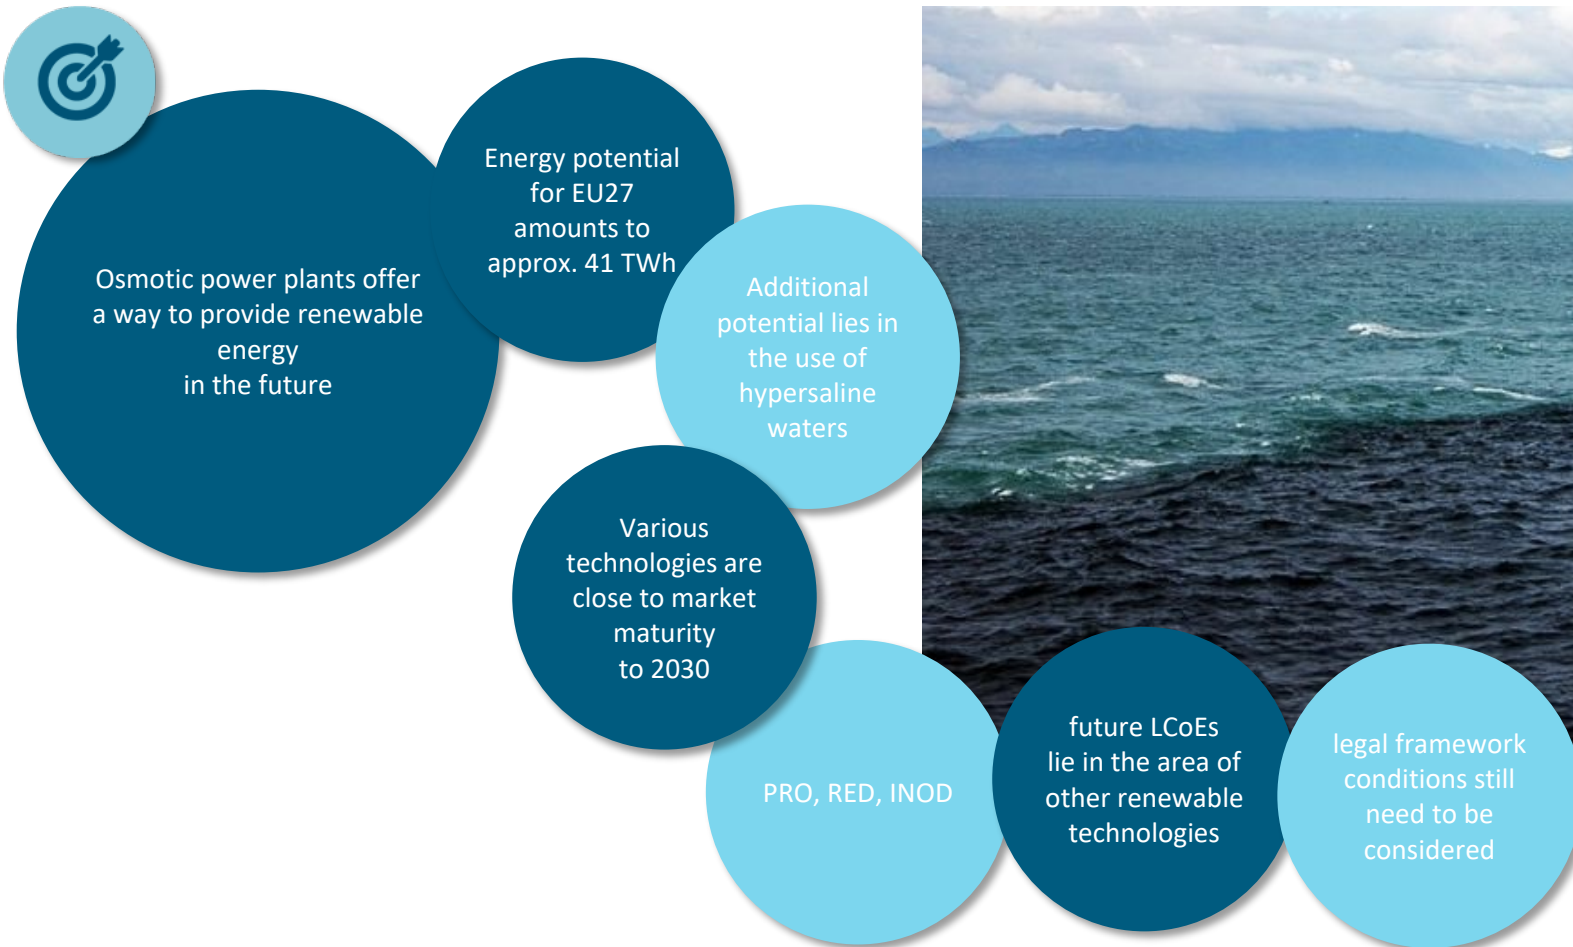 Osmotic power plants offer
a way to provide renewable
energy
in the future
Energy potential
for EU27
amounts to
approx. 41 TWh
Additional
potential lies in
the use of
hypersaline
waters
Various
technologies are
close to market
maturity
to 2030
PRO, RED, INOD
future LCoEs
lie in the area of
other renewable
technologies
legal framework
conditions still
need to be
considered